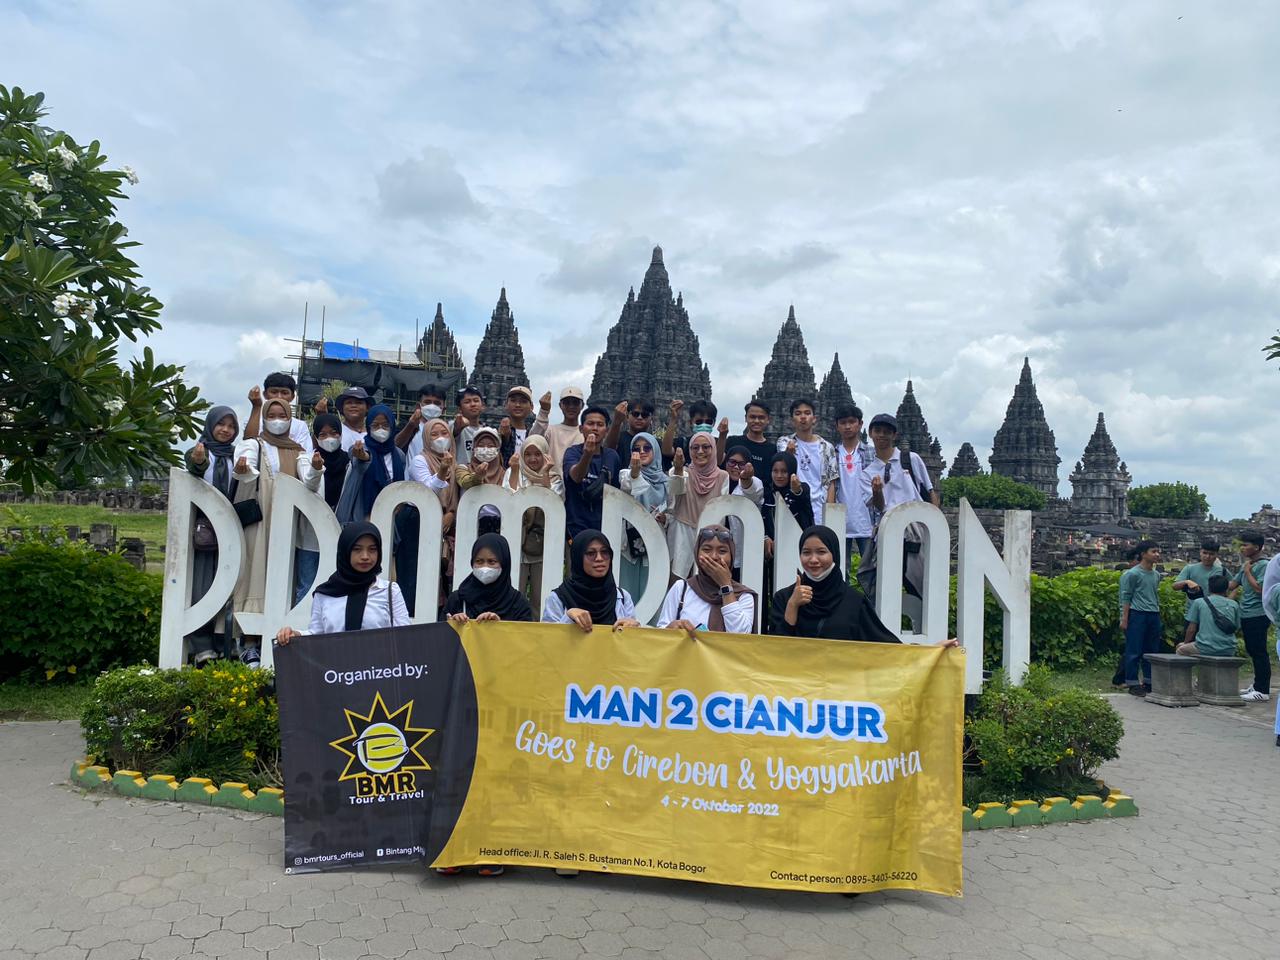 PRAMBANAN
Organized by:
BMR
Tour & Travel
bmrtours_official
Bintang
MAN 2 CIANJUR
Goes to Cirebon & Yogyakarta
4 - 7 Oktober 2022
Head office: Jl. R. Saleh S. Bustaman No.1, Kota Bogor
Contact person: 0895-3403-56220